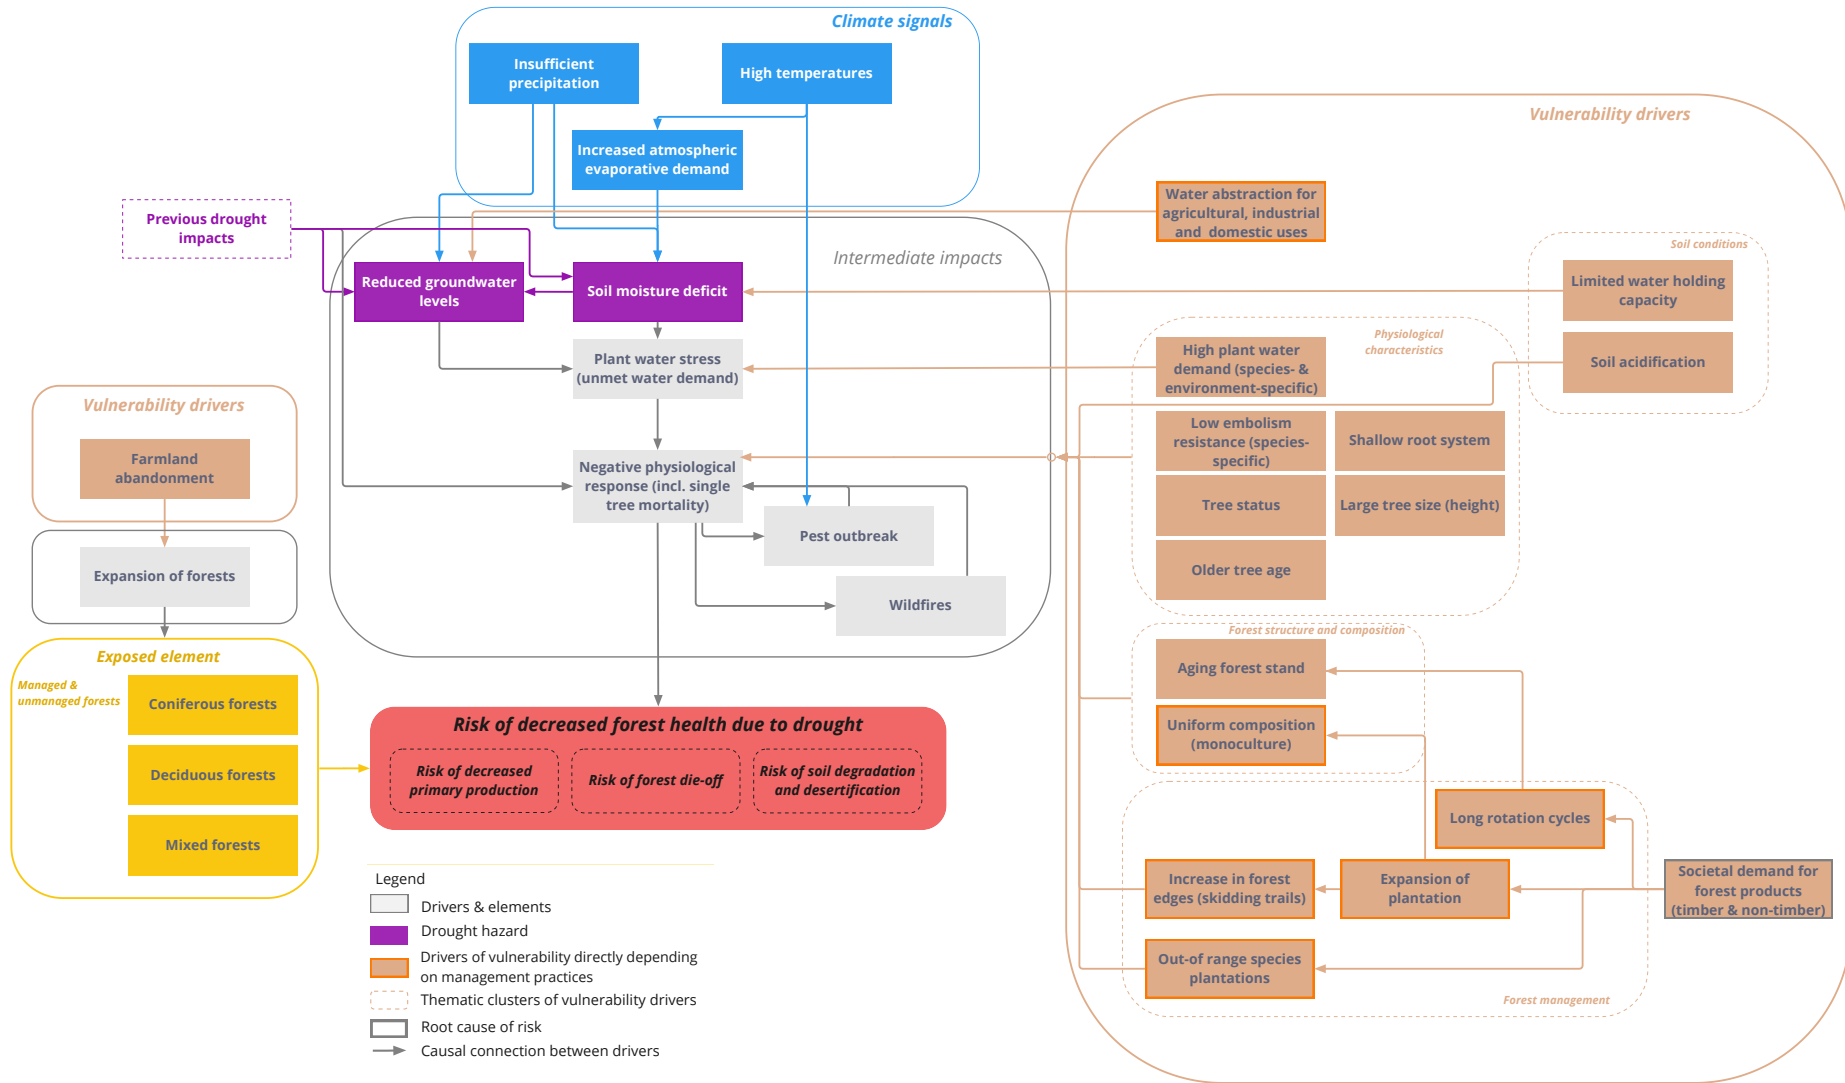 Climate signals
Insufficient
precipitation
High temperatures
Increased atmospheric
evaporative demand
Previous drought
impacts
Intermediate impacts
Reduced groundwater
levels
Soil moisture deficit
Plant water stress
(unmet water demand)
Negative physiological
response (incl. single
tree mortality)
Pest outbreak
Wildfires
Vulnerability drivers
Farmland
abandonment
Expansion of forests
Exposed element
Managed &
unmanaged forests
Coniferous forests
Deciduous forests
Mixed forests
Risk of decreased forest health due to drought
Risk of decreased
primary production
Risk of forest die-off
Risk of soil degradation
and desertification
Vulnerability drivers
Water abstraction for
agricultural, industrial
and domestic uses
Soil conditions
Limited water holding
capacity
Soil acidification
Physiological
characteristics
High plant water
demand (species- &
environment-specific)
Low embolism
resistance (species-
specific)
Shallow root system
Tree status
Large tree size (height)
Older tree age
Forest structure and composition
Aging forest stand
Uniform composition
(monoculture)
Long rotation cycles
Increase in forest
edges (skidding trails)
Expansion of
plantation
Societal demand for
forest products
(timber & non-timber)
Out-of range species
plantations
Forest management
Legend
Drivers & elements
Drought hazard
Drivers of vulnerability directly depending
on management practices
Thematic clusters of vulnerability drivers
Root cause of risk
Causal connection between drivers